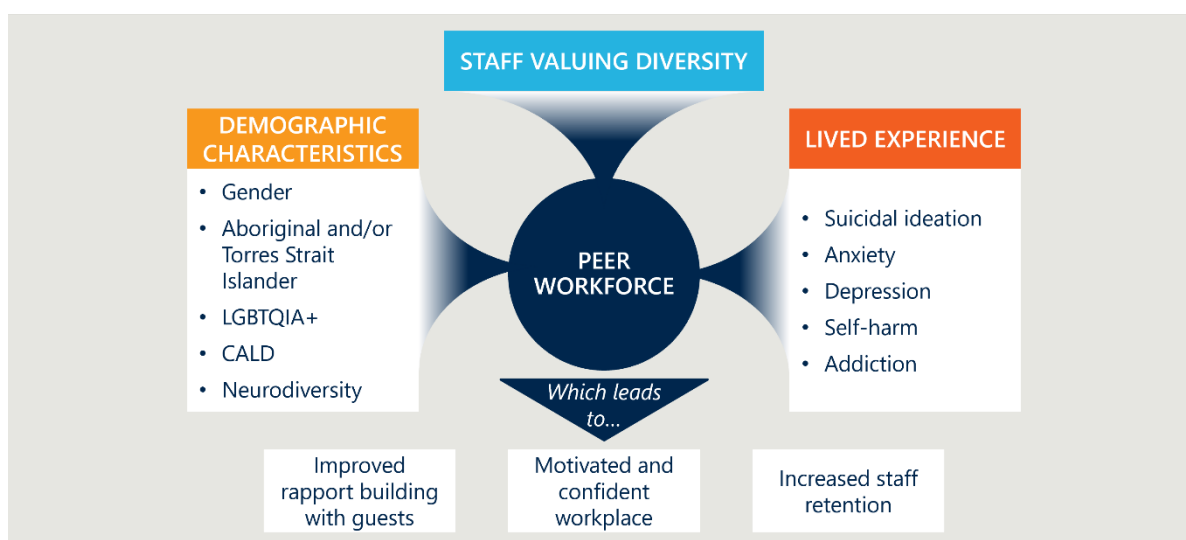 STAFF VALUING DIVERSITY
DEMOGRAPHIC
CHARACTERISTICS
• Gender
• Aboriginal and/or
Torres Strait
Islander
• LGBTQIA+
• CALD
• Neurodiversity
PEER
WORKFORCE
LIVED EXPERIENCE
• Suicidal ideation
• Anxiety
• Depression
• Self-harm
• Addiction
Which leads
to...
Improved
rapport building
with guests
Motivated and
confident
workplace
Increased staff
retention